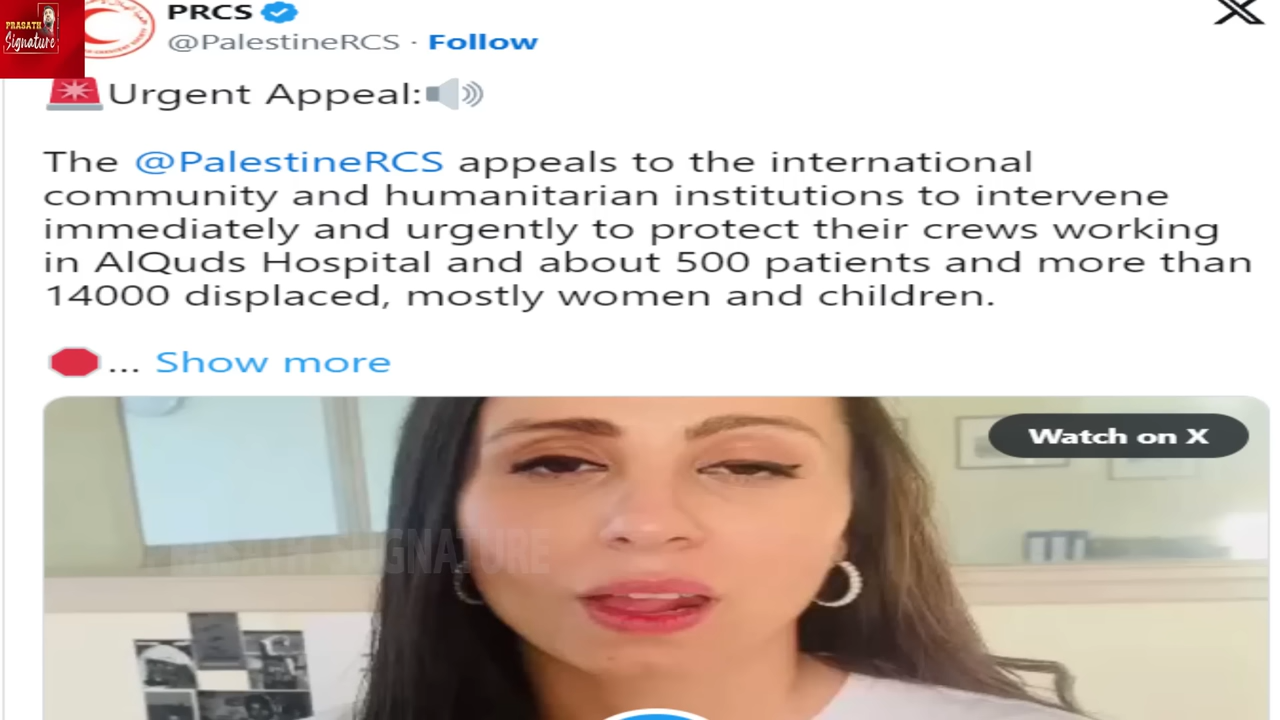 PRASATH
Signature
PRCS
@PalestineRCS · Follow
Urgent Appeal:
The @PalestineRCS appeals to the international
community and humanitarian institutions to intervene
immediately and urgently to protect their crews working
in AlQuds Hospital and about 500 patients and more than
14000 displaced, mostly women and children.
... Show more
Watch on X